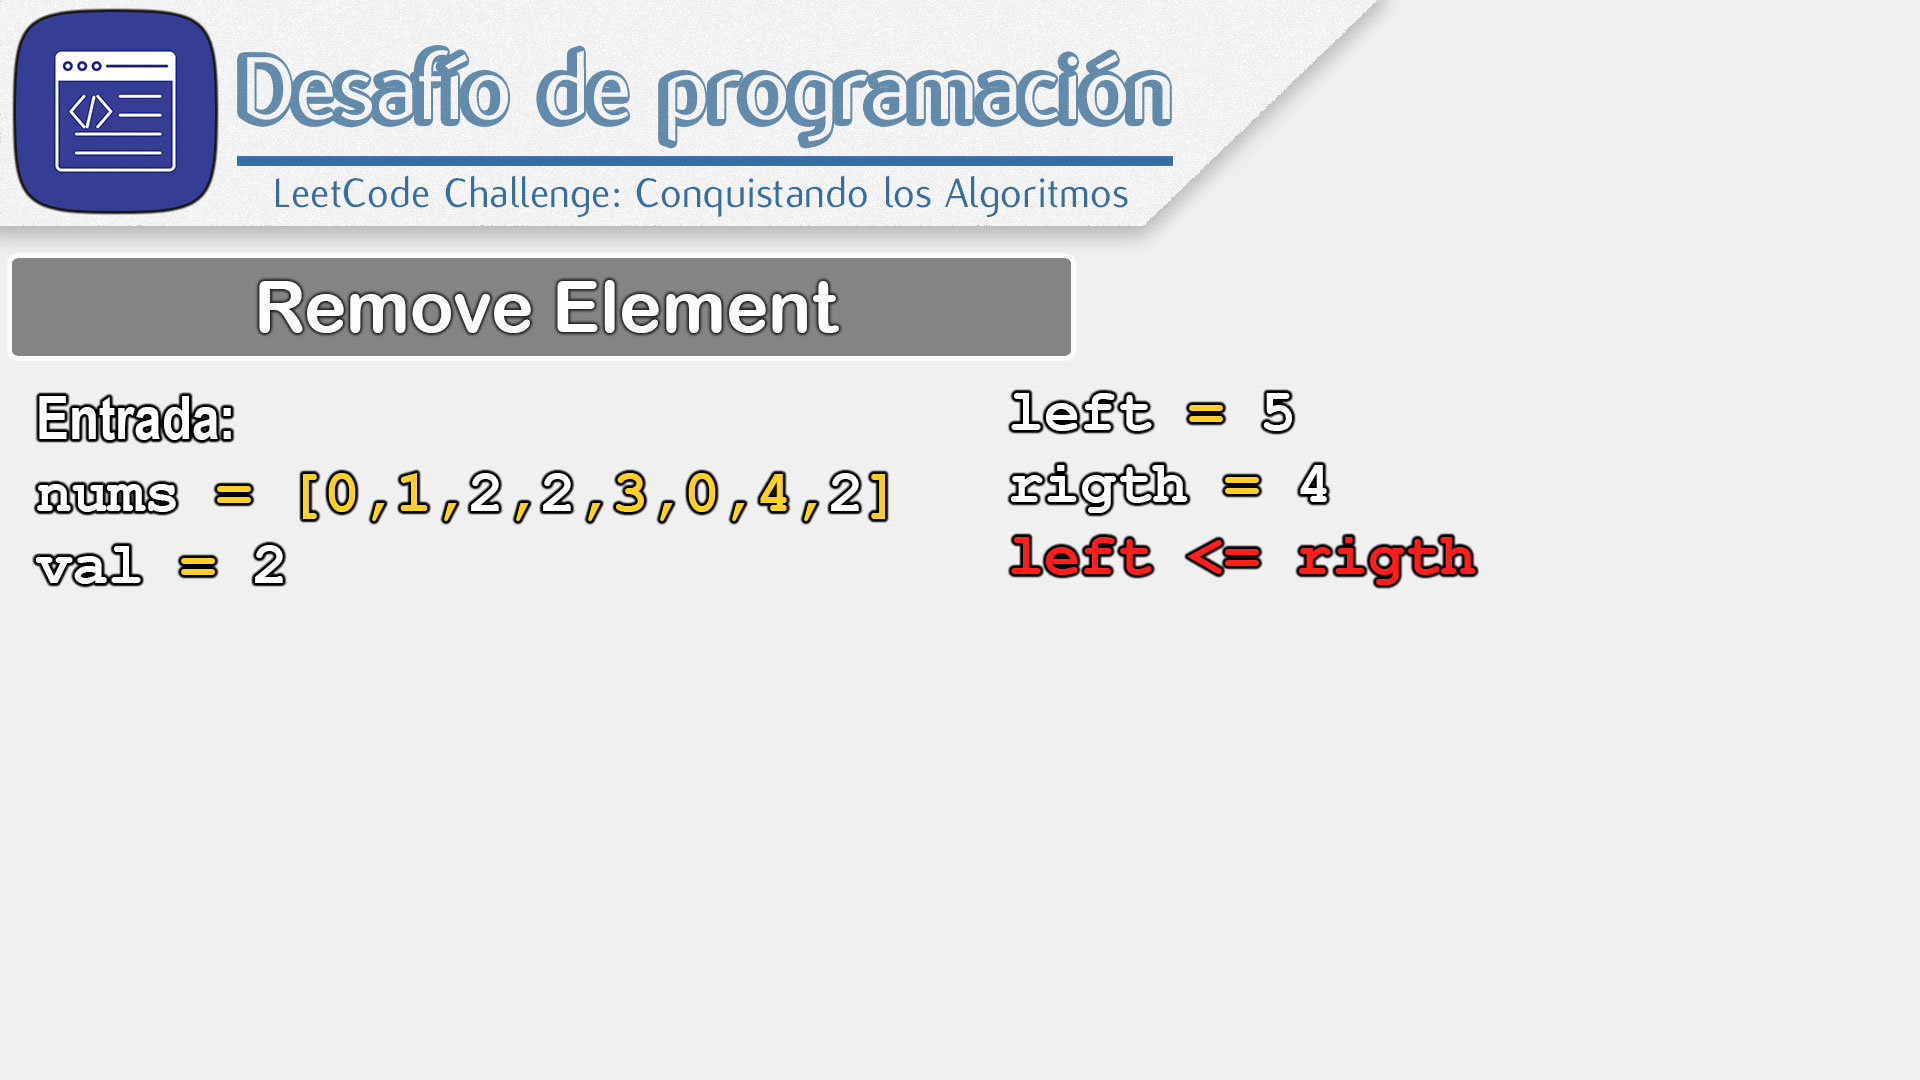 Desafío de programación
LeetCode Challenge: Conquistando los Algoritmos
Remove Element
Entrada:
nums = [0,1,2,2,3,0,4,2]
val = 2
left = 5
rigth = 4
left <= rigth